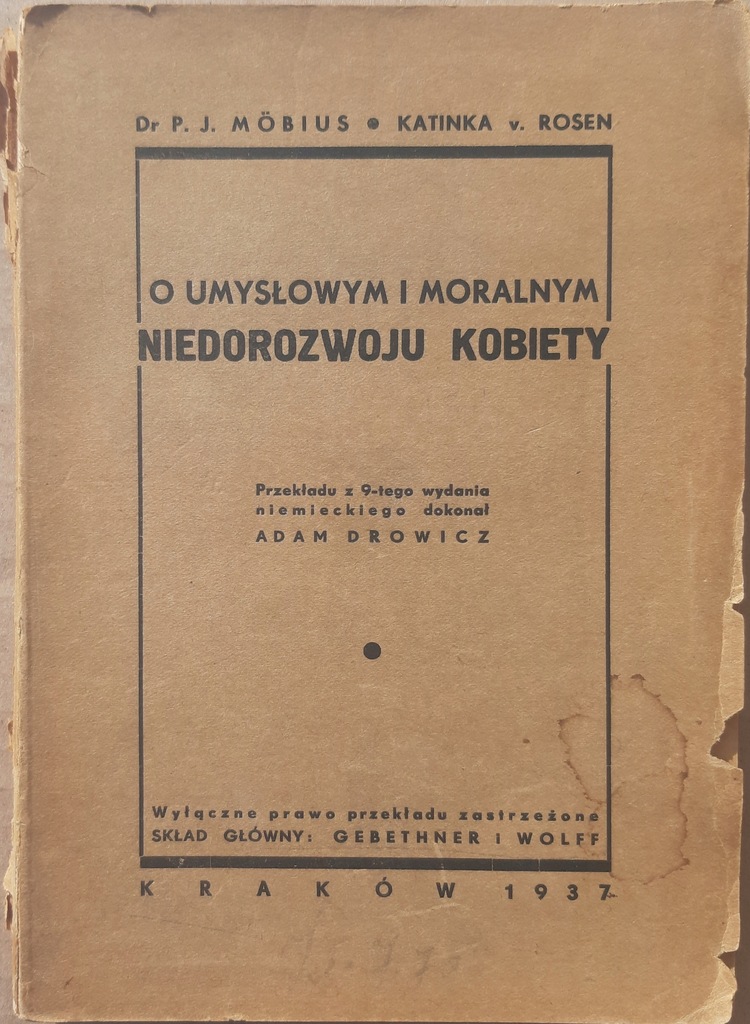 Dr P. J. MÖBIUS ● KATINKA v. ROSEN
O UMYSŁOWYM I MORALNYM
NIEDOROZWOJU KOBIETY
Przekładu z 9-tego wydania
niemieckiego dokonał
ADAM DROWICZ
Wyłączne prawo przekładu zastrzeżone
SKŁAD GŁÓWNY: GEBETHNER i WOLFF
KRAKÓW 1937